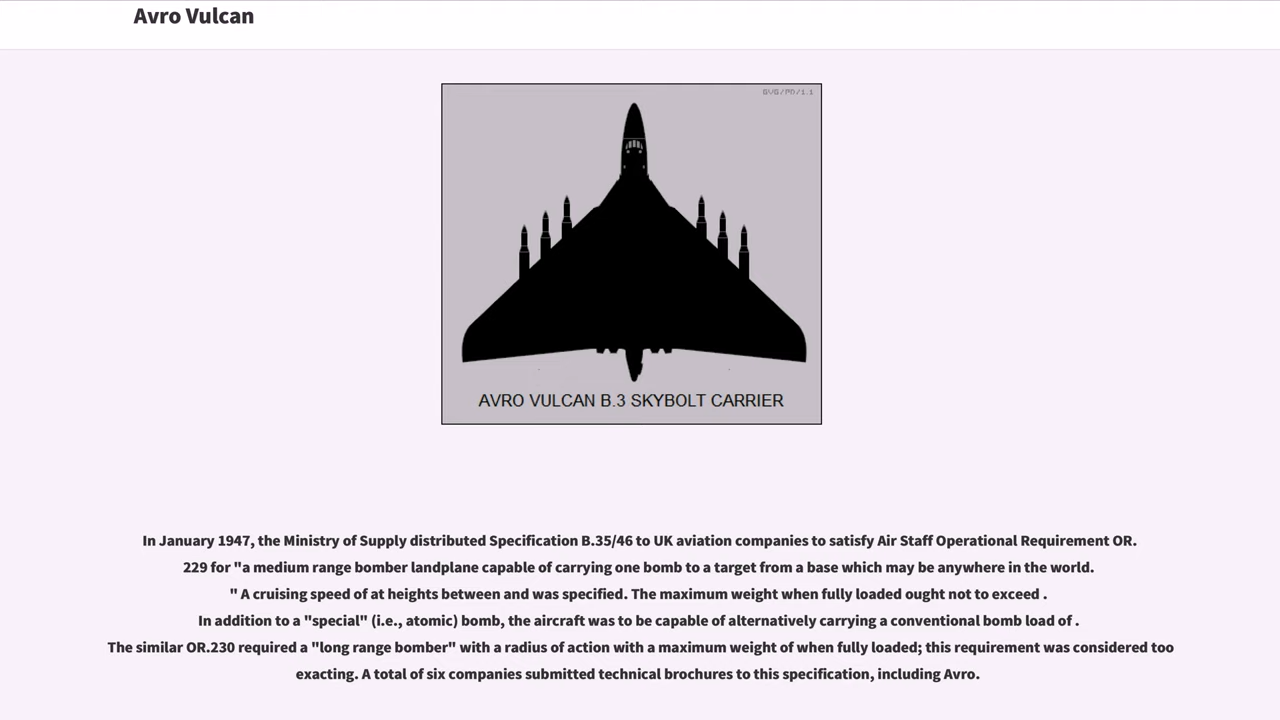 Avro Vulcan
GVG/PD/1.1
AVRO VULCAN B.3 SKYBOLT CARRIER
In January 1947, the Ministry of Supply distributed Specification B.35/46 to UK aviation companies to satisfy Air Staff Operational Requirement OR.
229 for "a medium range bomber landplane capable of carrying one bomb to a target from a base which may be anywhere in the world.
" A cruising speed of at heights between and was specified. The maximum weight when fully loaded ought not to exceed .
In addition to a "special" (i.e., atomic) bomb, the aircraft was to be capable of alternatively carrying a conventional bomb load of .
The similar OR.230 required a "long range bomber" with a radius of action with a maximum weight of when fully loaded; this requirement was considered too
exacting. A total of six companies submitted technical brochures to this specification, including Avro.